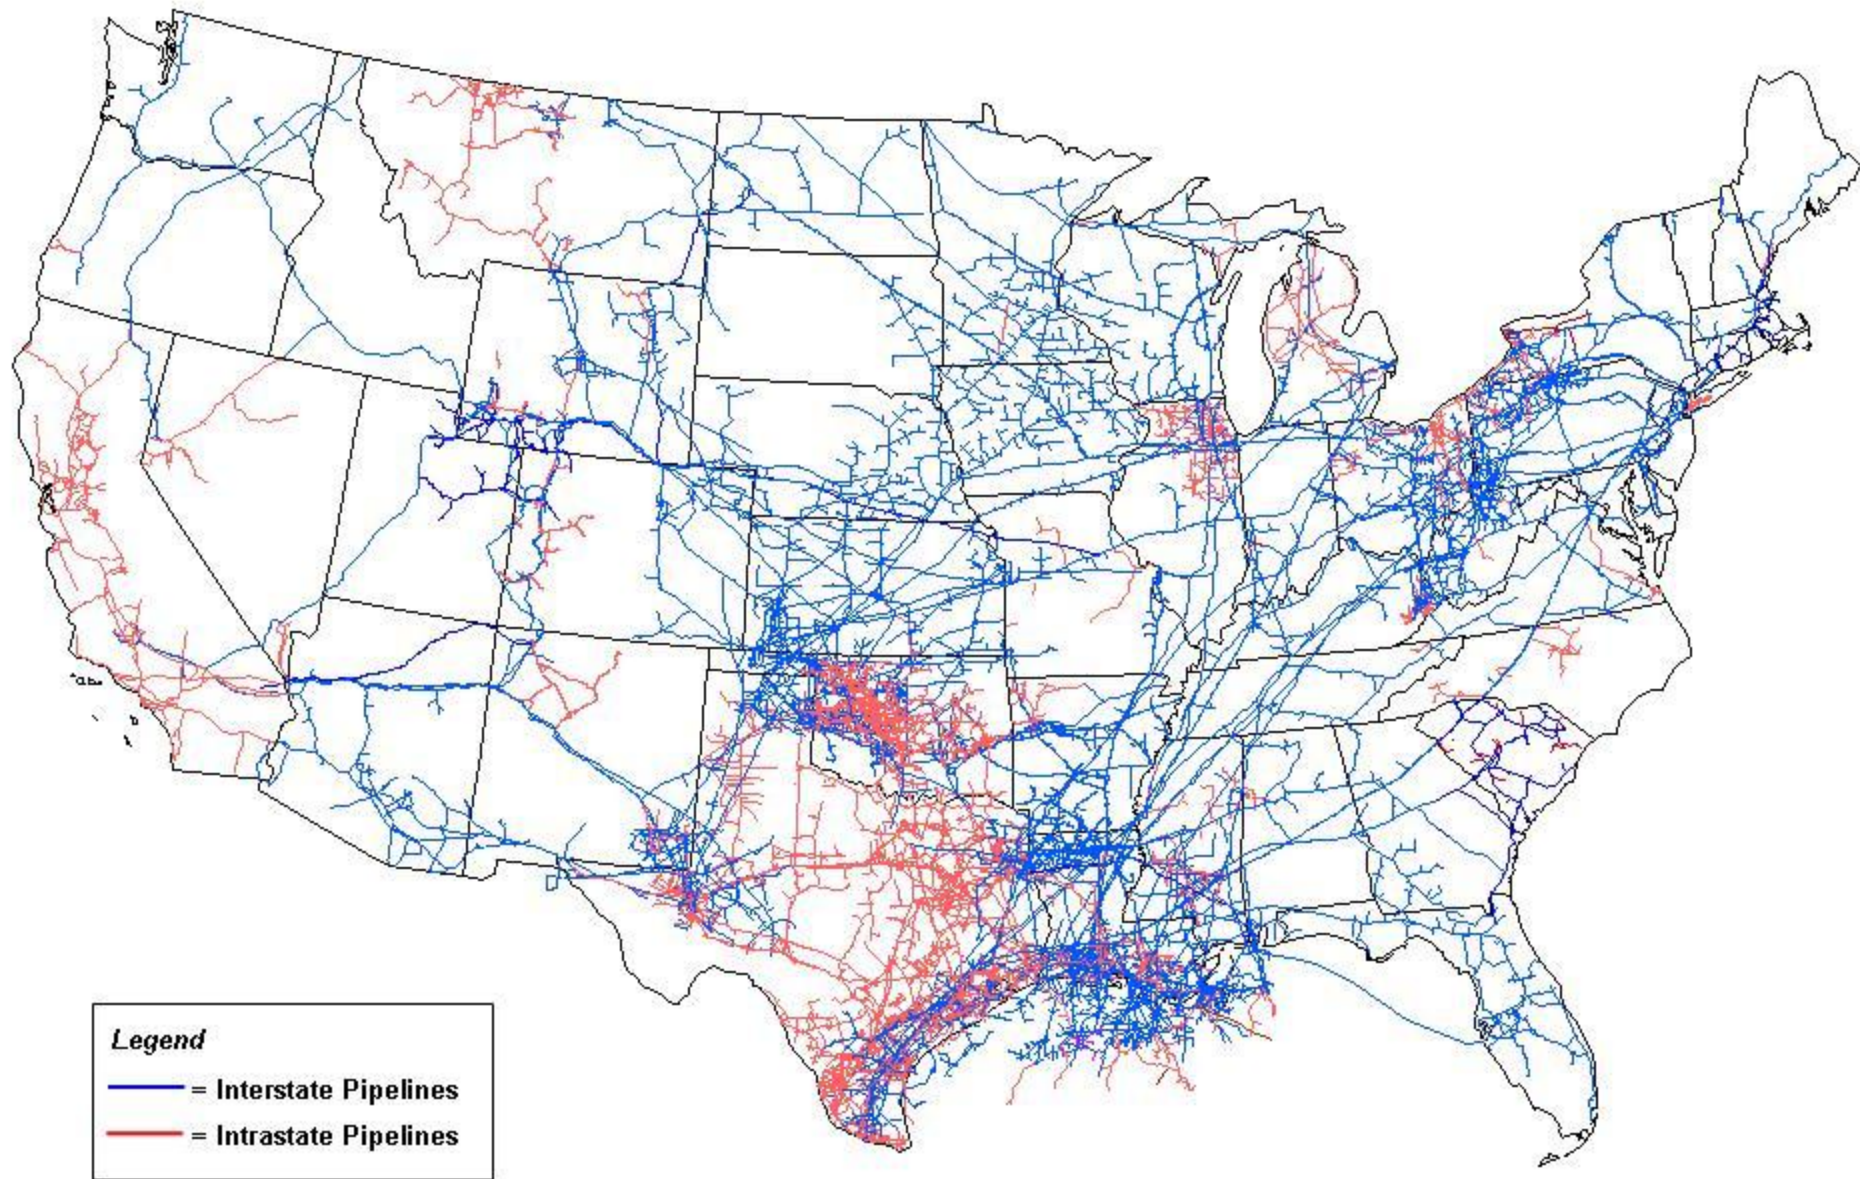 Legend
= Interstate Pipelines
= Intrastate Pipelines